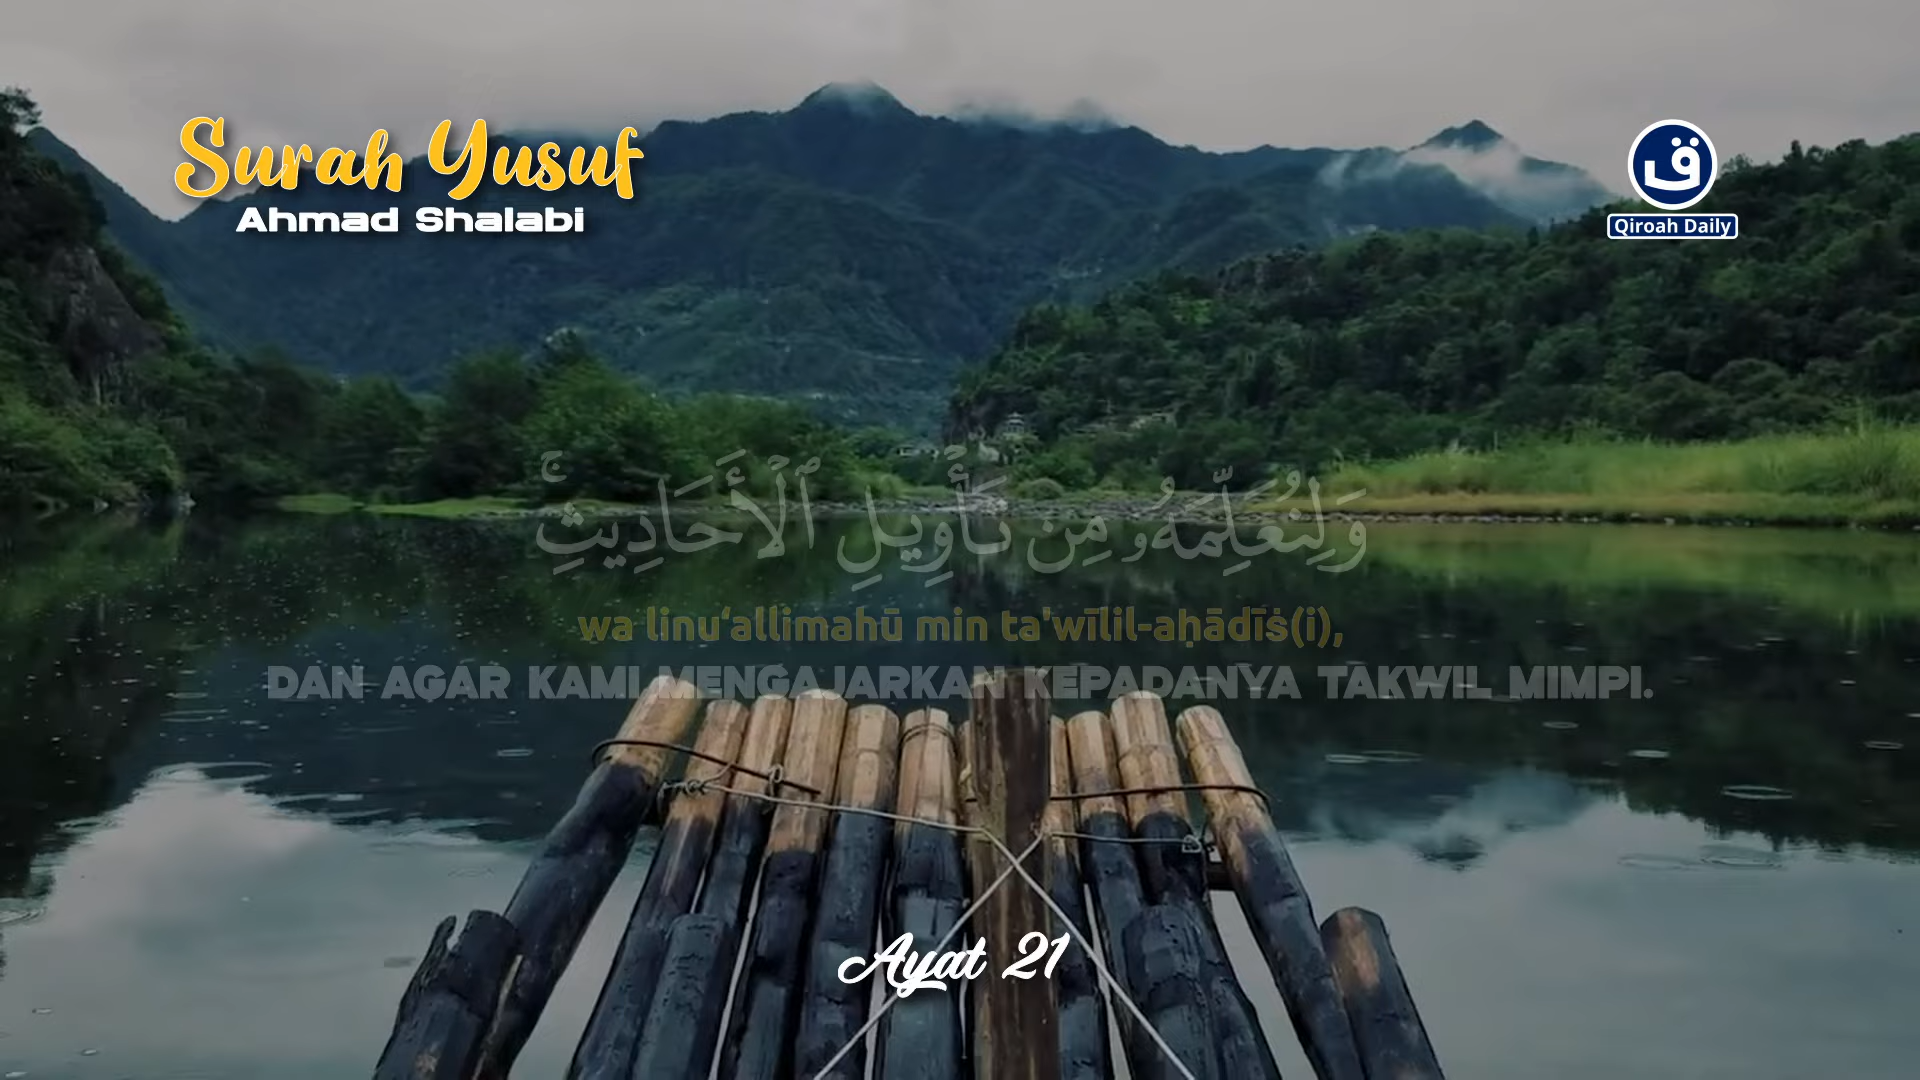 Surah Yusuf
Ahmad Shalabi
ق
Qiroah Daily
وَلِنُعَلِّمَهُۥ مِن تَأْوِيلِ ٱلْأَحَادِيثِۚ
wa linu‘allimahū min ta'wīlil-aḥādīṡ(i),
DAN AGAR KAMI MENGAJARKAN KEPADANYA TAKWIL MIMPI.
Ayat 21